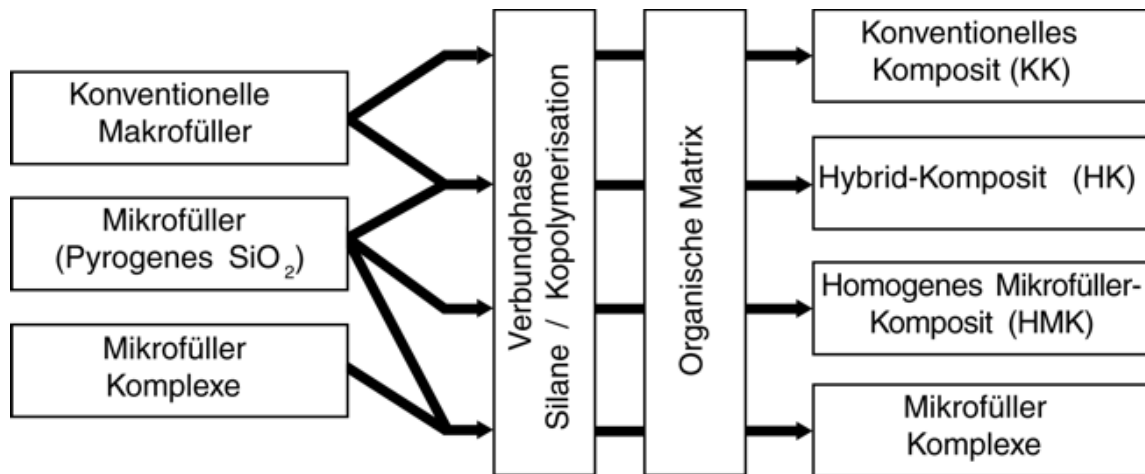 Konventionelle
Makrofüller
Mikrofüller
(Pyrogenes SiO₂)
Mikrofüller
Komplexe
Verbundphase
Silane / Kopolymerisation
Organische Matrix
Konventionelles
Komposit (KK)
Hybrid-Komposit (HK)
Homogenes Mikrofüller-
Komposit (HMK)
Mikrofüller
Komplexe